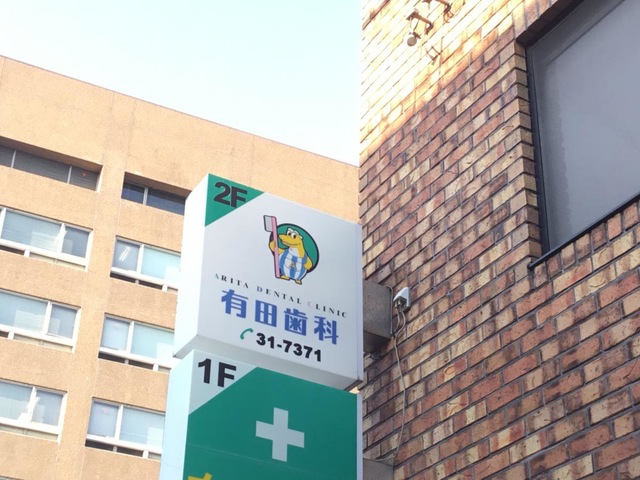 2F
ARITA DENTAL CLINIC
有田歯科
31-7371
1F